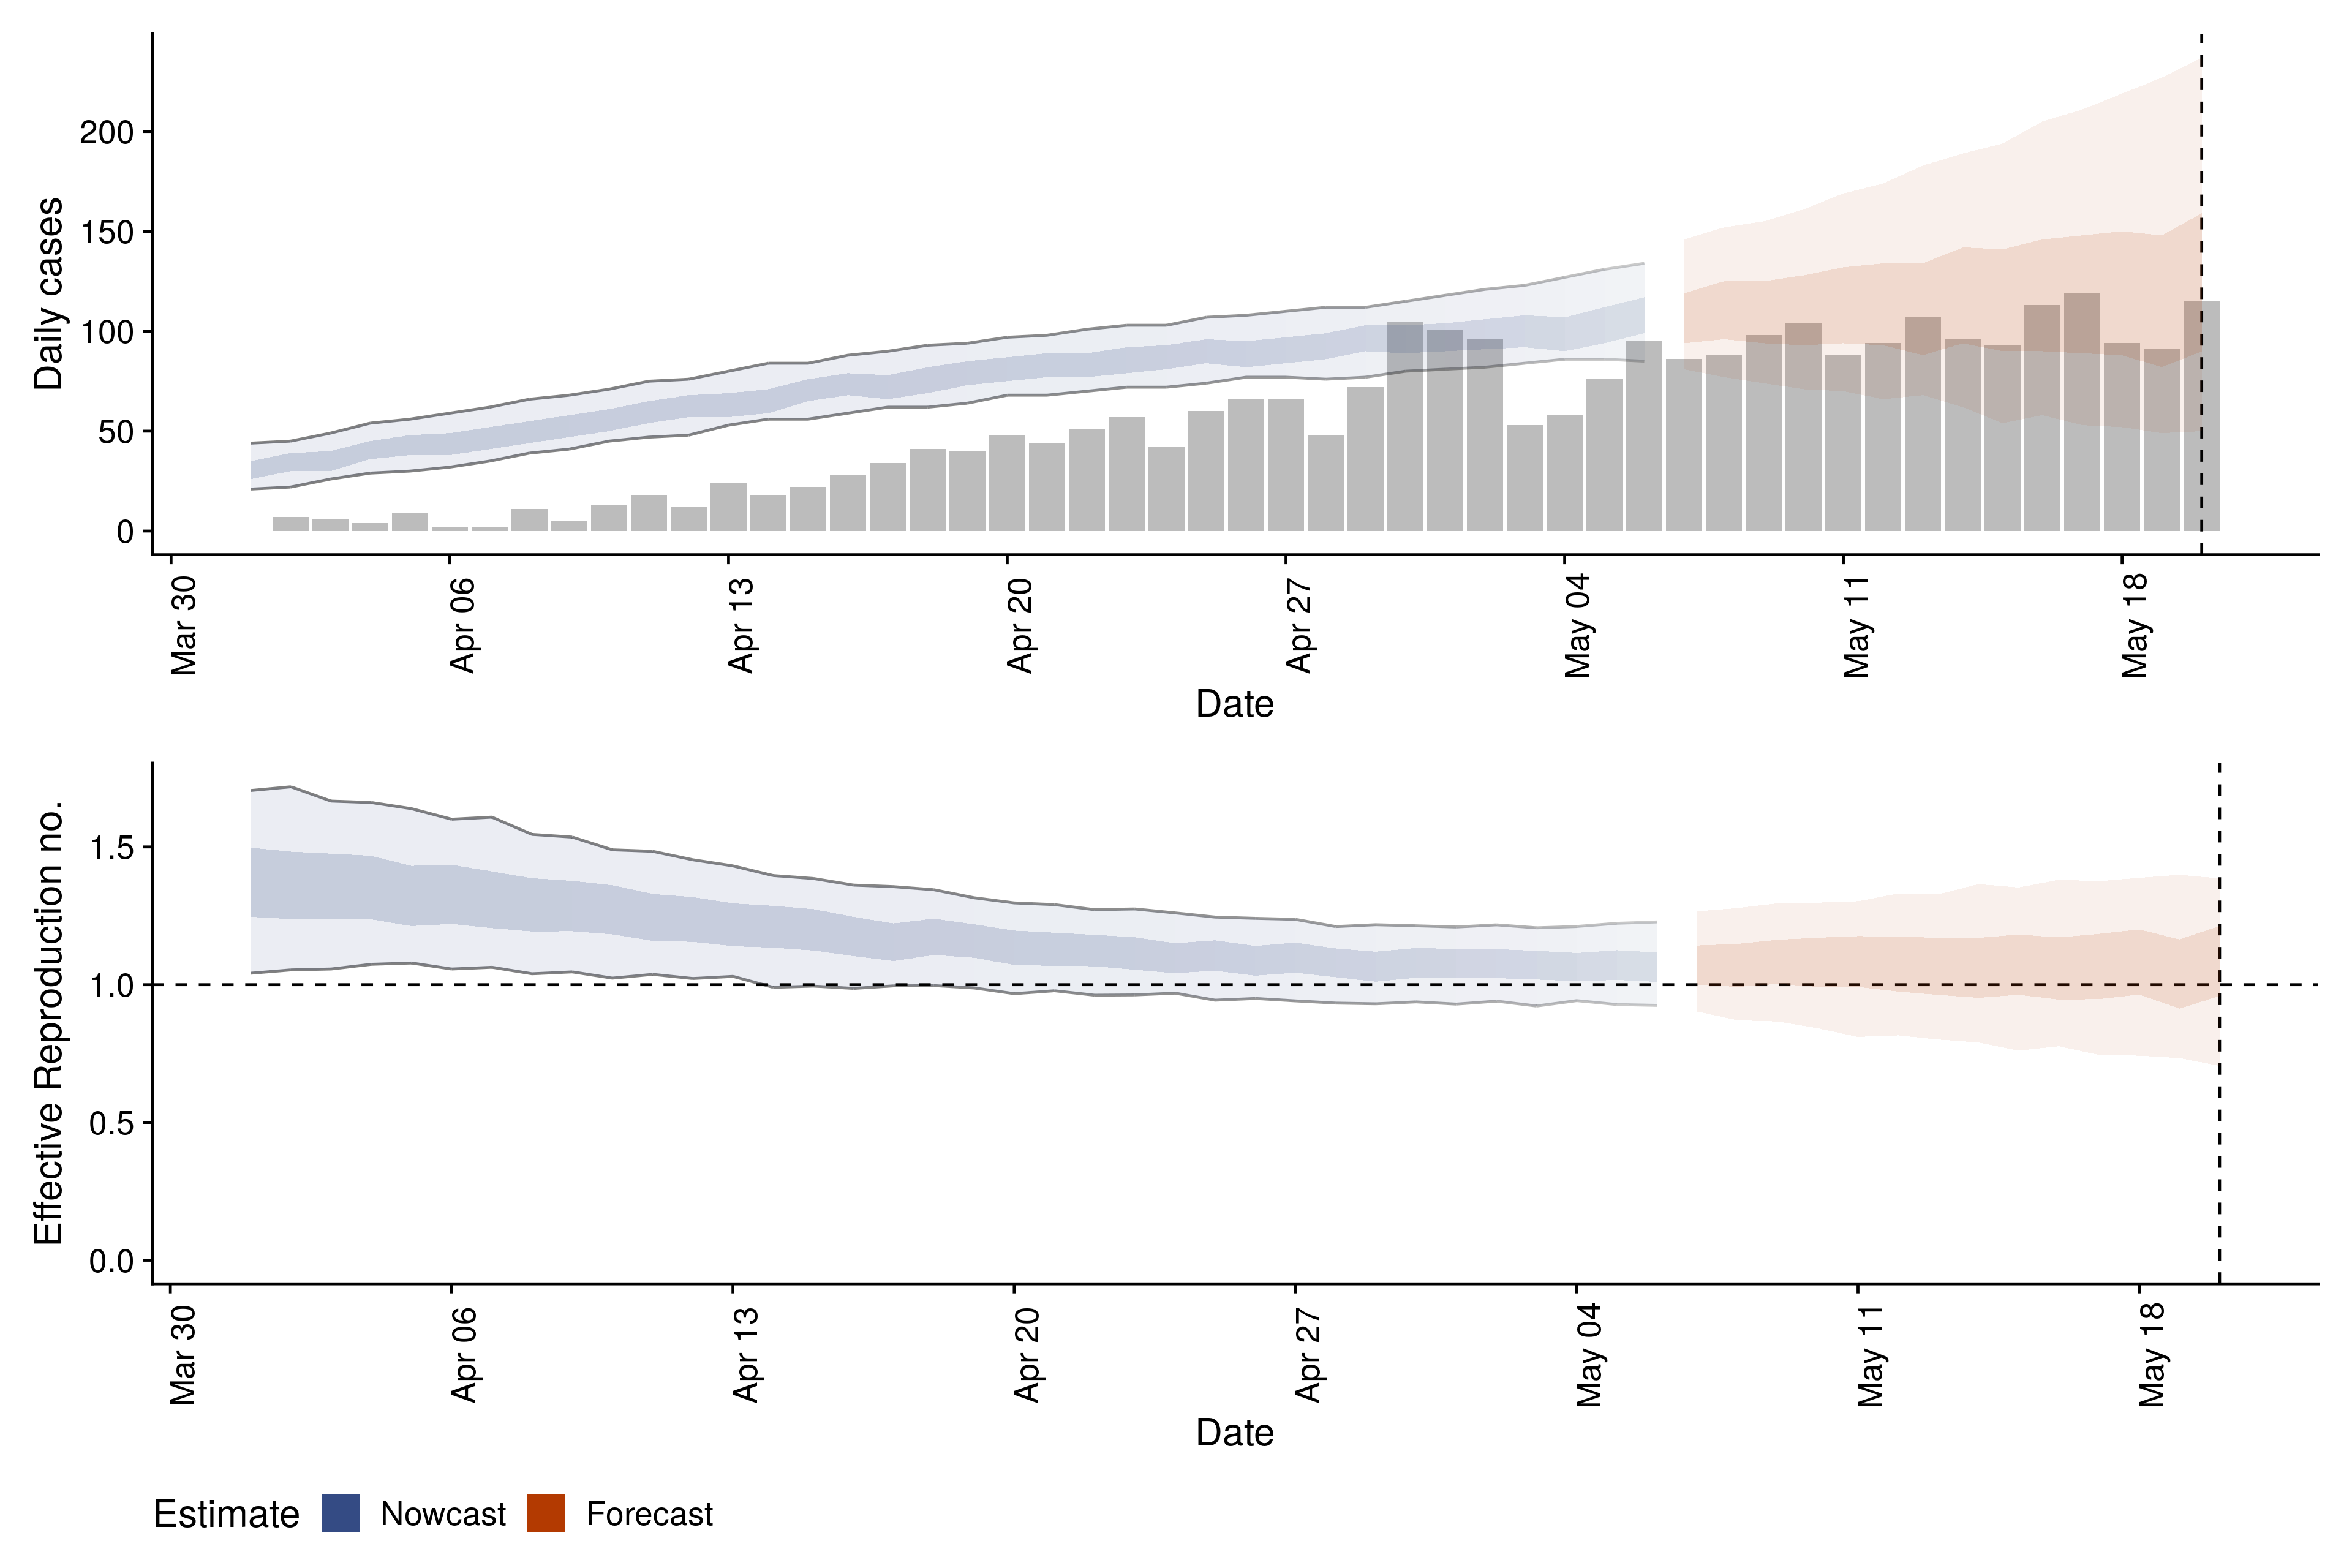 Daily cases
200
150
100
50
0
Mar 30
Apr 06
Apr 13
Apr 20
Apr 27
May 04
May 11
May 18
Date
Effective Reproduction no.
1.5
1.0
0.5
0.0
Mar 30
Apr 06
Apr 13
Apr 20
Apr 27
May 04
May 11
May 18
Date
Estimate Nowcast Forecast